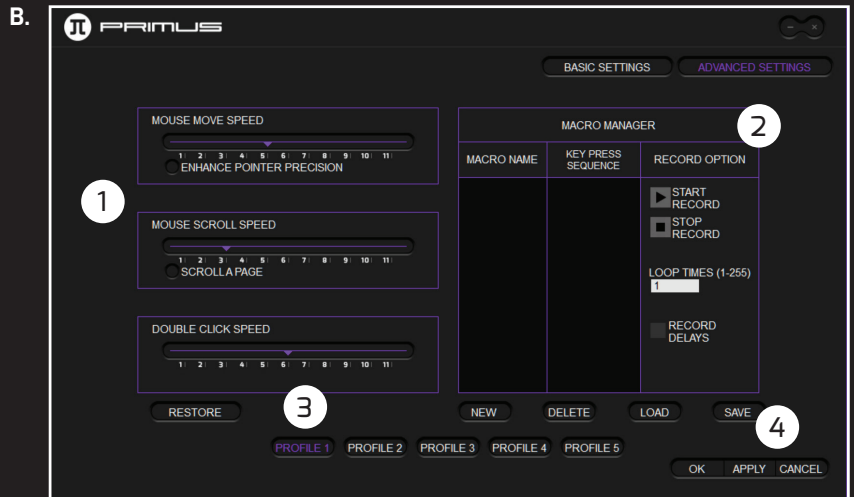 B.
π PRIMUS
BASIC SETTINGS ADVANCED SETTINGS
MOUSE MOVE SPEED
1 2 3 4 5 6 7 8 9 10 11
ENHANCE POINTER PRECISION
1
MOUSE SCROLL SPEED
1 2 3 4 5 6 7 8 9 10 11
SCROLL A PAGE
DOUBLE CLICK SPEED
1 2 3 4 5 6 7 8 9 10 11
RESTORE
3
MACRO MANAGER
2
MACRO NAME
KEY PRESS
SEQUENCE
RECORD OPTION
START
RECORD
STOP
RECORD
LOOP TIMES (1-255)
1
RECORD
DELAYS
NEW DELETE LOAD SAVE
4
PROFILE 1 PROFILE 2 PROFILE 3 PROFILE 4 PROFILE 5
OK APPLY CANCEL